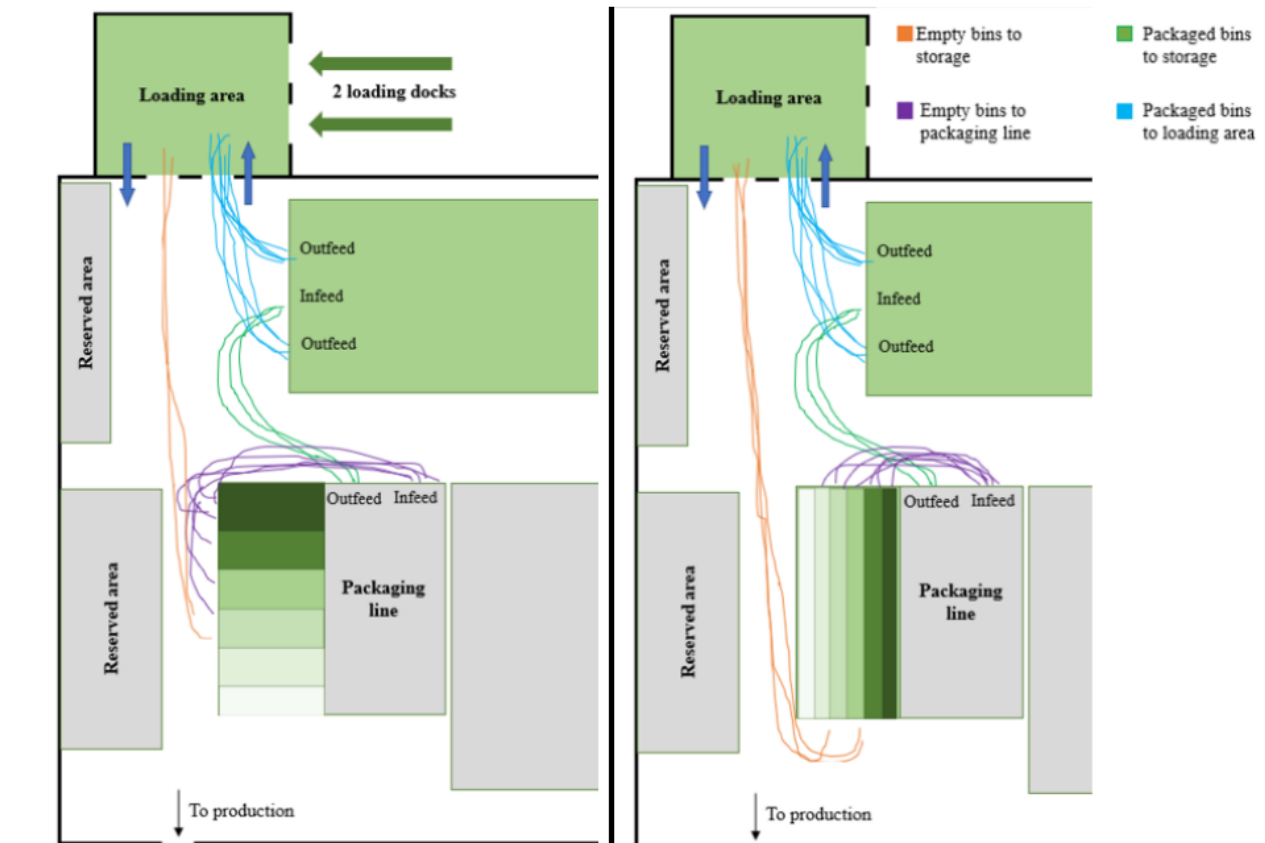 Loading area
2 loading docks
Reserved area
Outfeed
Infeed
Outfeed
Reserved area
Outfeed Infeed
Packaging
line
To production
Loading area
Empty bins to
storage
Packaged bins
to storage
Empty bins to
packaging line
Packaged bins
to loading area
Reserved area
Outfeed
Infeed
Outfeed
Reserved area
Outfeed Infeed
Packaging
line
To production